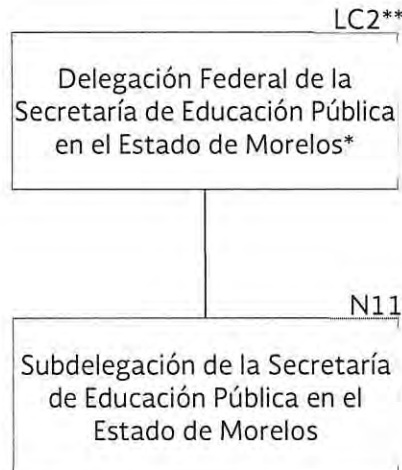 LC2**
Delegación Federal de la
Secretaría de Educación Pública
en el Estado de Morelos*
N11
Subdelegación de la Secretaría
de Educación Pública en el
Estado de Morelos